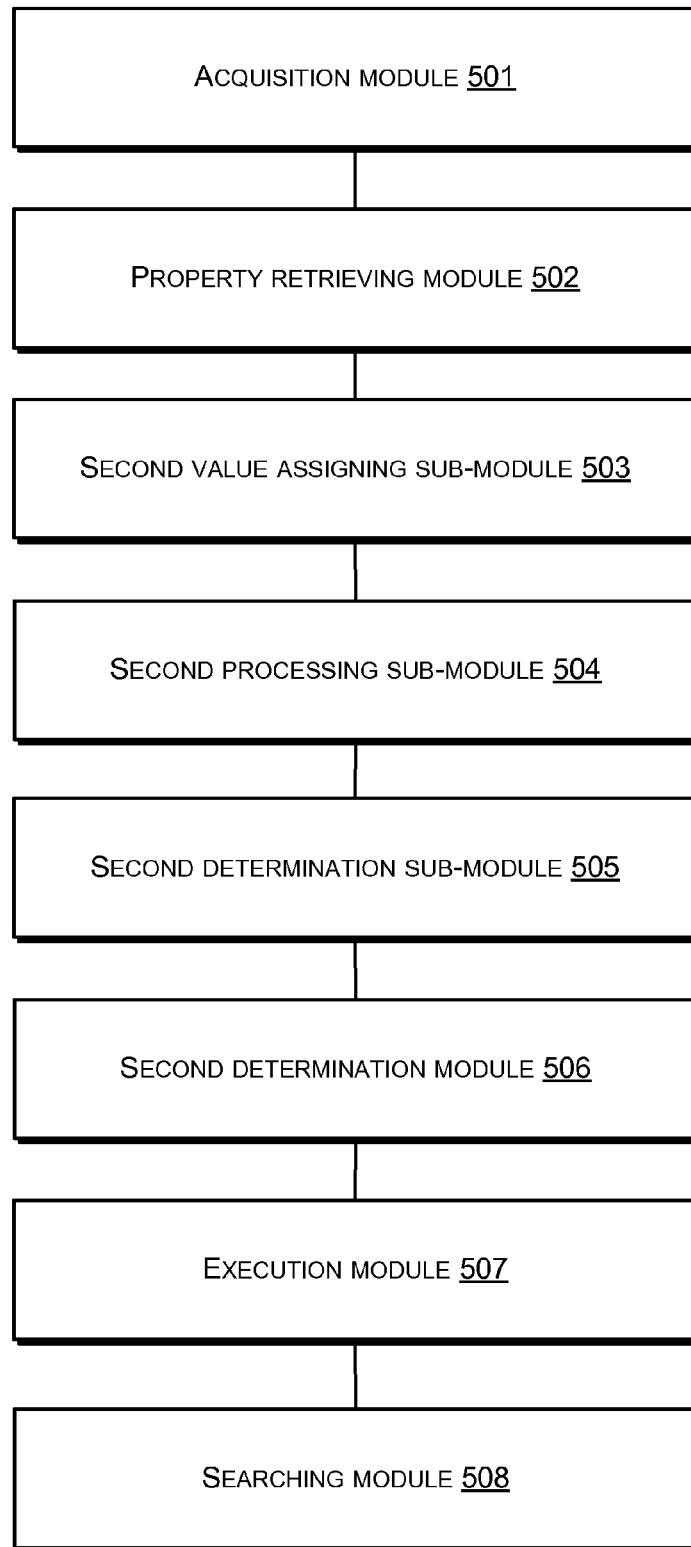 ACQUISITION MODULE 501
PROPERTY RETRIEVING MODULE 502
SECOND VALUE ASSIGNING SUB-MODULE 503
SECOND PROCESSING SUB-MODULE 504
SECOND DETERMINATION SUB-MODULE 505
SECOND DETERMINATION MODULE 506
EXECUTION MODULE 507
SEARCHING MODULE 508